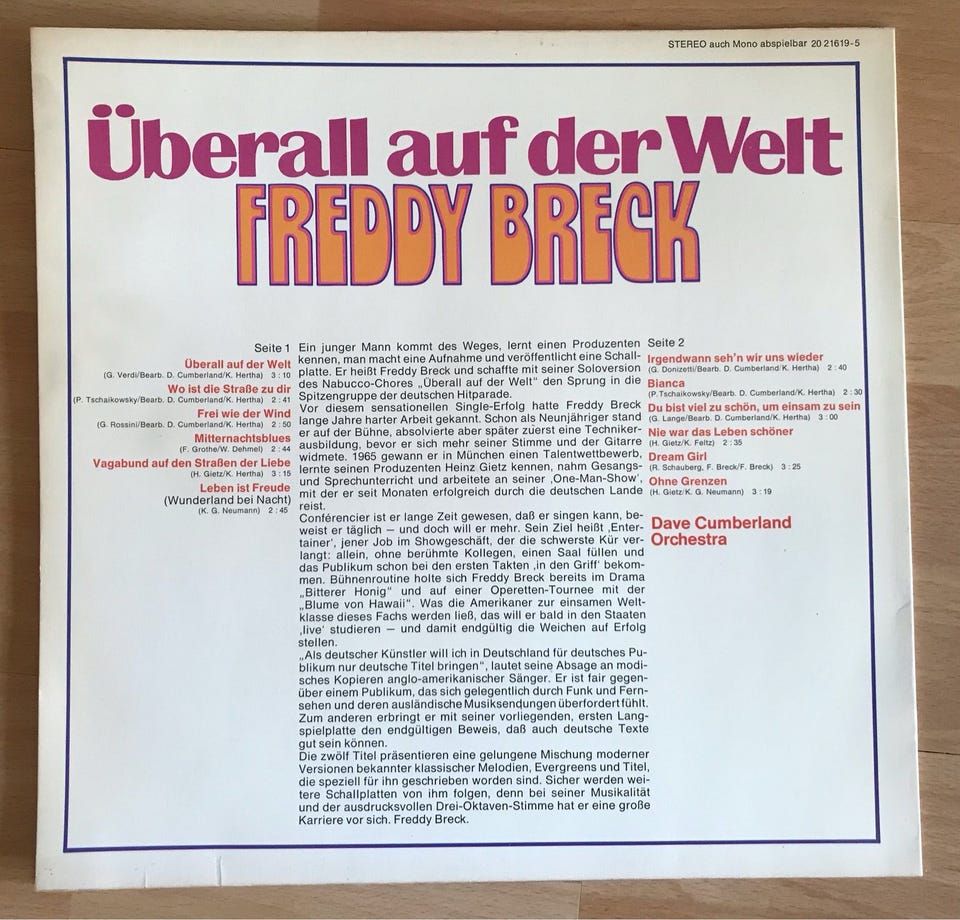 STEREO auch Mono abspielbar 20 21619-5
Überall auf der Welt
FREDDY BRECK
Seite 1
Überall auf der Welt
(G. Verdi/Bearb. D. Cumberland/K. Hertha) 3:10
Wo ist die Straße zu dir
(P. Tschaikowsky/Bearb. D. Cumberland/K. Hertha) 2:41
Frei wie der Wind
(G. Rossini/Bearb. D. Cumberland/K. Hertha) 2:50
Mitternachtsblues
(F. Grothe/W. Dehmel) 2:44
Vagabund auf den Straßen der Liebe
(H. Gietz/K. Hertha) 3:15
Leben ist Freude
(Wunderland bei Nacht)
(K. G. Neumann) 2:45
Ein junger Mann kommt des Weges, lernt einen Produzenten
kennen, man macht eine Aufnahme und veröffentlicht eine Schall-
platte. Er heißt Freddy Breck und schaffte mit seiner Soloversion
des Nabucco-Chores „Überall auf der Welt" den Sprung in die
Spitzengruppe der deutschen Hitparade.
Vor diesem sensationellen Single-Erfolg hatte Freddy Breck
lange Jahre harter Arbeit gekannt. Schon als Neunjähriger stand
er auf der Bühne, absolvierte aber später zuerst eine Techniker-
ausbildung, bevor er sich mehr seiner Stimme und der Gitarre
widmete. 1965 gewann er in München einen Talentwettbewerb,
lernte seinen Produzenten Heinz Gietz kennen, nahm Gesangs-
und Sprechunterricht und arbeitete an seiner ‚One-Man-Show',
mit der er seit Monaten erfolgreich durch die deutschen Lande
reist.
Conférencier ist er lange Zeit gewesen, daß er singen kann, be-
weist er täglich – und doch will er mehr. Sein Ziel heißt ‚Enter-
tainer', jener Job im Showgeschäft, der die schwerste Kür ver-
langt: allein, ohne berühmte Kollegen, einen Saal füllen und
das Publikum schon bei den ersten Takten ‚in den Griff' bekom-
men. Bühnenroutine holte sich Freddy Breck bereits im Drama
„Bitterer Honig" und auf einer Operetten-Tournee mit der
„Blume von Hawaii". Was die Amerikaner zur einsamen Welt-
klasse dieses Fachs werden ließ, das will er bald in den Staaten
‚live' studieren – und damit endgültig die Weichen auf Erfolg
stellen.
„Als deutscher Künstler will ich in Deutschland für deutsches Pu-
blikum nur deutsche Titel bringen", lautet seine Absage an modi-
sches Kopieren anglo-amerikanischer Sänger. Er ist fair gegen-
über einem Publikum, das sich gelegentlich durch Funk und Fern-
sehen und deren ausländische Musiksendungen überfordert fühlt.
Zum anderen erbringt er mit seiner vorliegenden, ersten Lang-
spielplatte den endgültigen Beweis, daß auch deutsche Texte
gut sein können.
Die zwölf Titel präsentieren eine gelungene Mischung moderner
Versionen bekannter klassischer Melodien, Evergreens und Titel,
die speziell für ihn geschrieben worden sind. Sicher werden wei-
tere Schallplatten von ihm folgen, denn bei seiner Musikalität
und der ausdrucksvollen Drei-Oktaven-Stimme hat er eine große
Karriere vor sich. Freddy Breck.
Seite 2
Irgendwann seh'n wir uns wieder
(G. Donizetti/Bearb. D. Cumberland/K. Hertha) 2:40
Bianca
(P. Tschaikowsky/Bearb. D. Cumberland/K. Hertha) 2:30
Du bist viel zu schön, um einsam zu sein
(G. Lange/Bearb. D. Cumberland/K. Hertha) 3:00
Nie war das Leben schöner
(H. Gietz/K. Feltz) 2:35
Dream Girl
(R. Schauberg, F. Breck/F. Breck) 3:25
Ohne Grenzen
(H. Gietz/K. G. Neumann) 3:19
Dave Cumberland
Orchestra